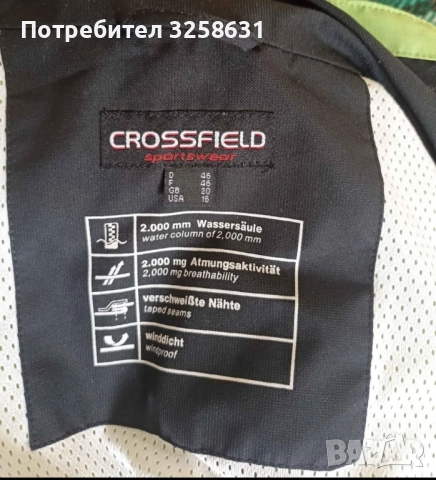 Потребител 3258631
CROSSFIELD
sportswear
D 46
F 46
GB 20
USA 16
2.000 mm Wassersäule
water column of 2,000 mm
2.000 mg Atmungsaktivität
2,000 mg breathability
verschweißte Nähte
taped seams
winddicht
windproof
BAZAR